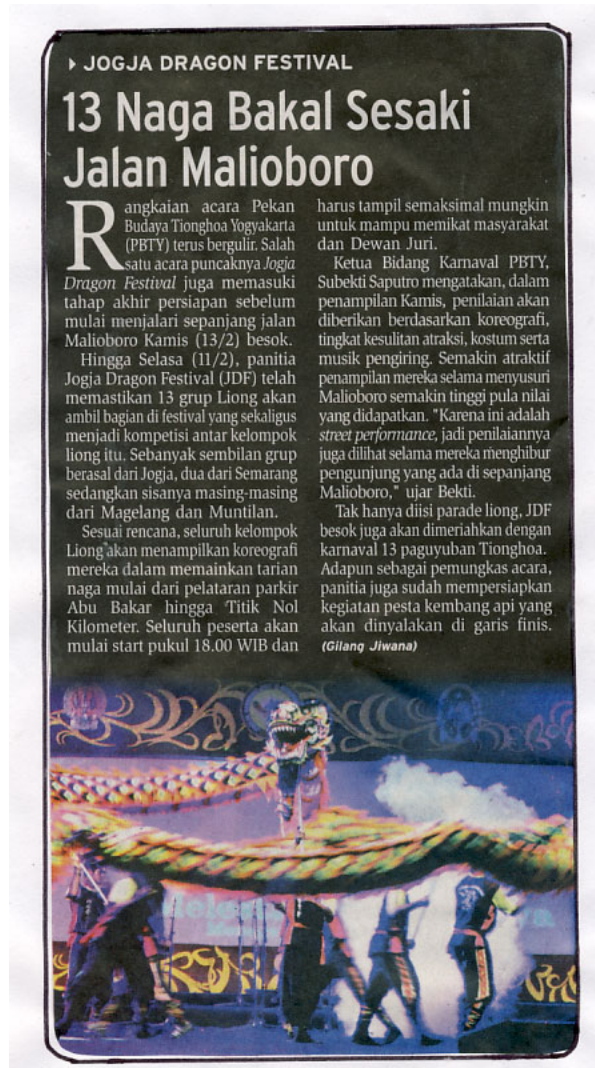 JOGJA DRAGON FESTIVAL
13 Naga Bakal Sesaki
Jalan Malioboro
Rangkaian acara Pekan
Budaya Tionghoa Yogyakarta
(PBTY) terus bergulir. Salah
satu acara puncaknya Jogja
Dragon Festival juga memasuki
tahap akhir persiapan sebelum
mulai menjalari sepanjang jalan
Malioboro Kamis (13/2) besok.
Hingga Selasa (11/2), panitia
Jogja Dragon Festival (JDF) telah
memastikan 13 grup Liong akan
ambil bagian di festival yang sekaligus
menjadi kompetisi antar kelompok
liong itu. Sebanyak sembilan grup
berasal dari Jogja, dua dari Semarang
sedangkan sisanya masing-masing
dari Magelang dan Muntilan.
Sesuai rencana, seluruh kelompok
Liong akan menampilkan koreografi
mereka dalam memainkan tarian
naga mulai dari pelataran parkir
Abu Bakar hingga Titik Nol
Kilometer. Seluruh peserta akan
mulai start pukul 18.00 WIB dan
harus tampil semaksimal mungkin
untuk mampu memikat masyarakat
dan Dewan Juri.
Ketua Bidang Karnaval PBTY,
Subekti Saputro mengatakan, dalam
penampilan Kamis, penilaian akan
diberikan berdasarkan koreografi,
tingkat kesulitan atraksi, kostum serta
musik pengiring. Semakin atraktif
penampilan mereka selama menyusuri
Malioboro semakin tinggi pula nilai
yang didapatkan. "Karena ini adalah
street performance, jadi penilaiannya
juga dilihat selama mereka menghibur
pengunjung yang ada di sepanjang
Malioboro," ujar Bekti.
Tak hanya diisi parade liong, JDF
besok juga akan dimeriahkan dengan
karnaval 13 paguyuban Tionghoa.
Adapun sebagai pemungkas acara,
panitia juga sudah mempersiapkan
kegiatan pesta kembang api yang
akan dinyalakan di garis finis.
(Gilang Jiwana)